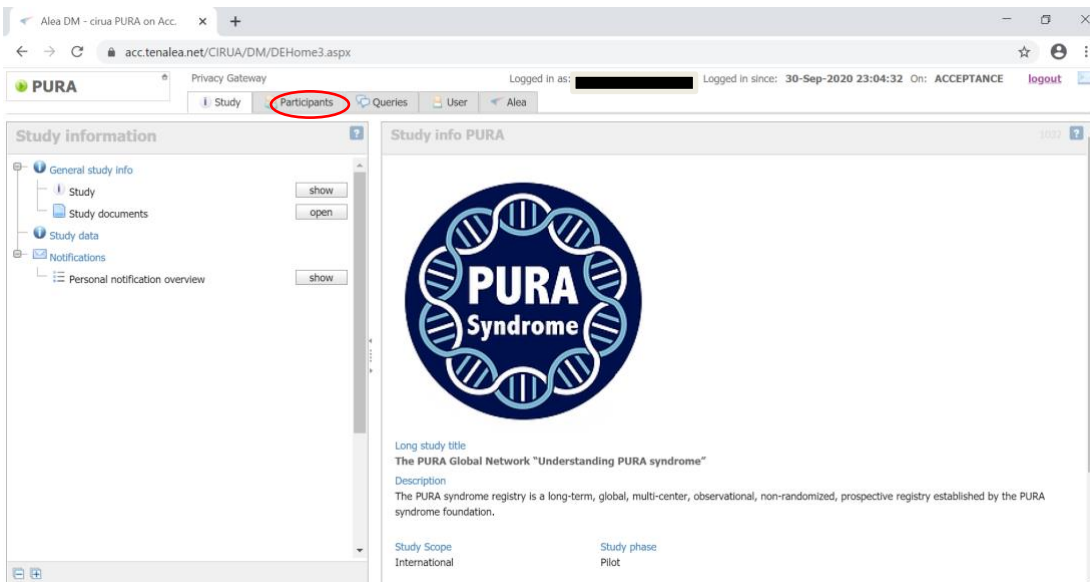 Alea DM - cirua PURA on Acc.
acc.tenalea.net/CIRUA/DM/DEHome3.aspx
PURA
Privacy Gateway
Logged in as:
Logged in since: 30-Sep-2020 23:04:32 On: ACCEPTANCE
logout
Study
Participants
Queries
User
Alea
Study information
General study info
Study
show
Study documents
open
Study data
Notifications
Personal notification overview
show
Study info PURA
1033
PURA
Syndrome
Long study title
The PURA Global Network "Understanding PURA syndrome"
Description
The PURA syndrome registry is a long-term, global, multi-center, observational, non-randomized, prospective registry established by the PURA
syndrome foundation.
Study Scope
Study phase
International
Pilot